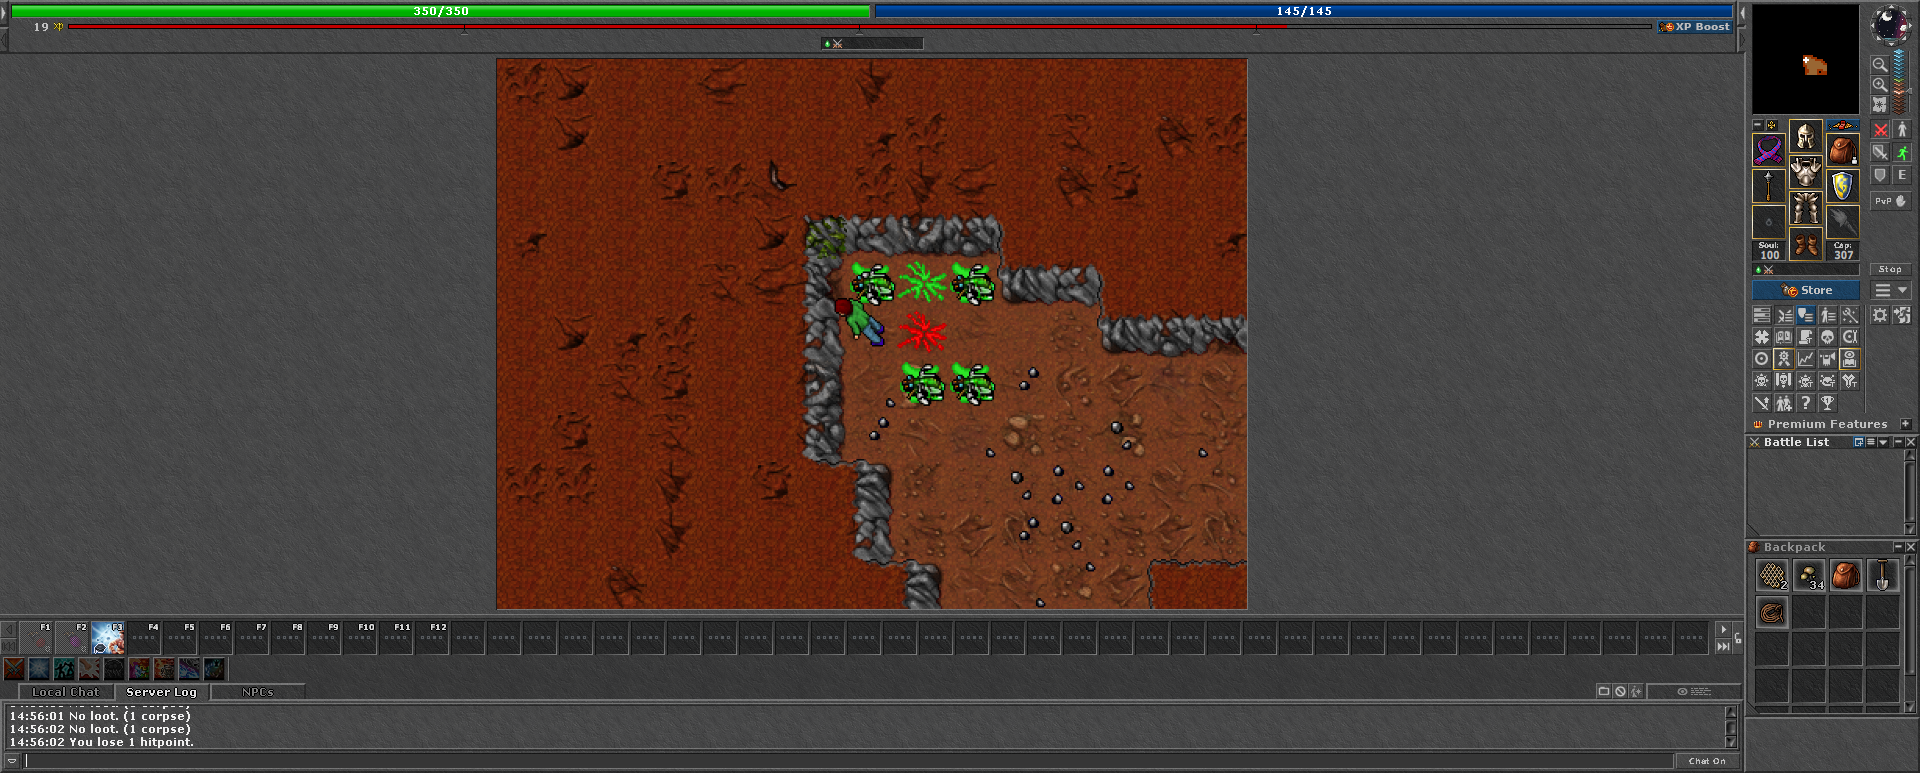 350/350
145/145
19 xp
XP Boost
Soul:
100
Cap:
307
E
PvP
Stop
Store
Premium Features
Battle List
Backpack
2
34
F1
F2
F3
F4
F5
F6
F7
F8
F9
F10
F11
F12
Local Chat
Server Log
NPCs
14:56:01 No loot. (1 corpse)
14:56:02 No loot. (1 corpse)
14:56:02 You lose 1 hitpoint.
Chat On